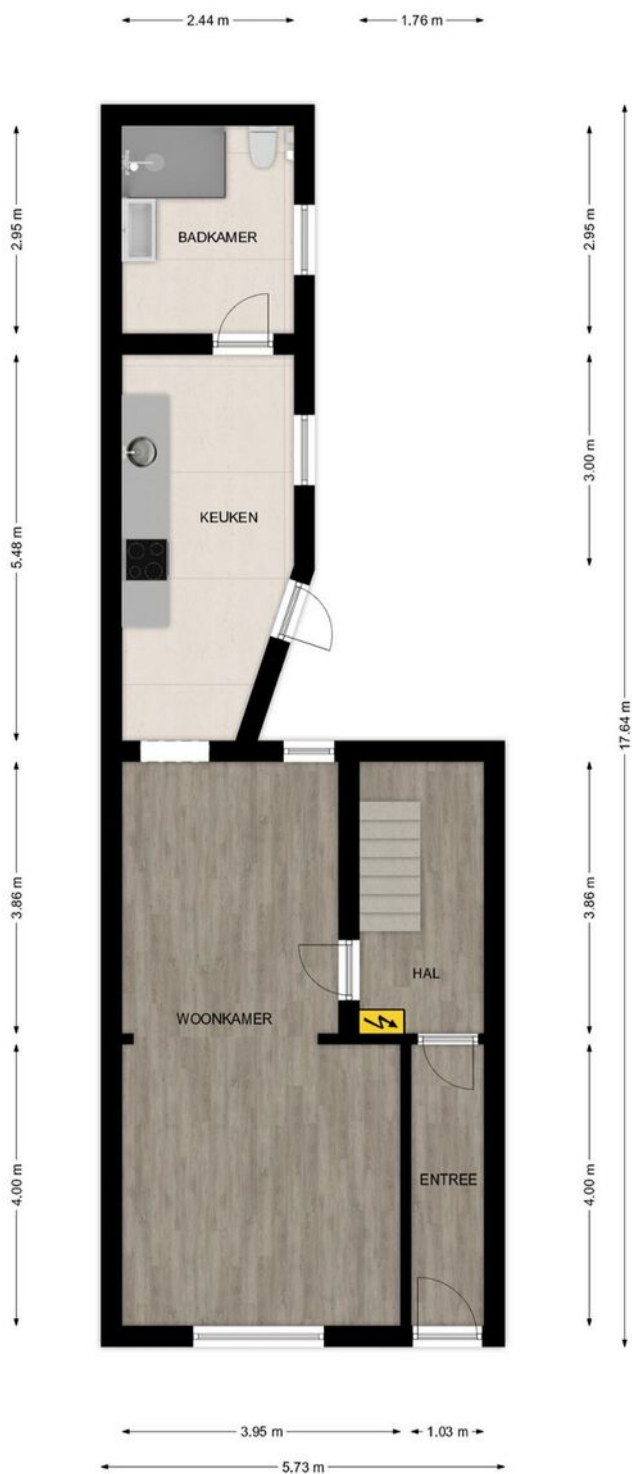 2.44 m
1.76 m
2.95 m
2.95 m
BADKAMER
5.48 m
3.00 m
KEUKEN
17.64 m
3.86 m
3.86 m
HAL
WOONKAMER
4.00 m
4.00 m
ENTREE
3.95 m
1.03 m
5.73 m